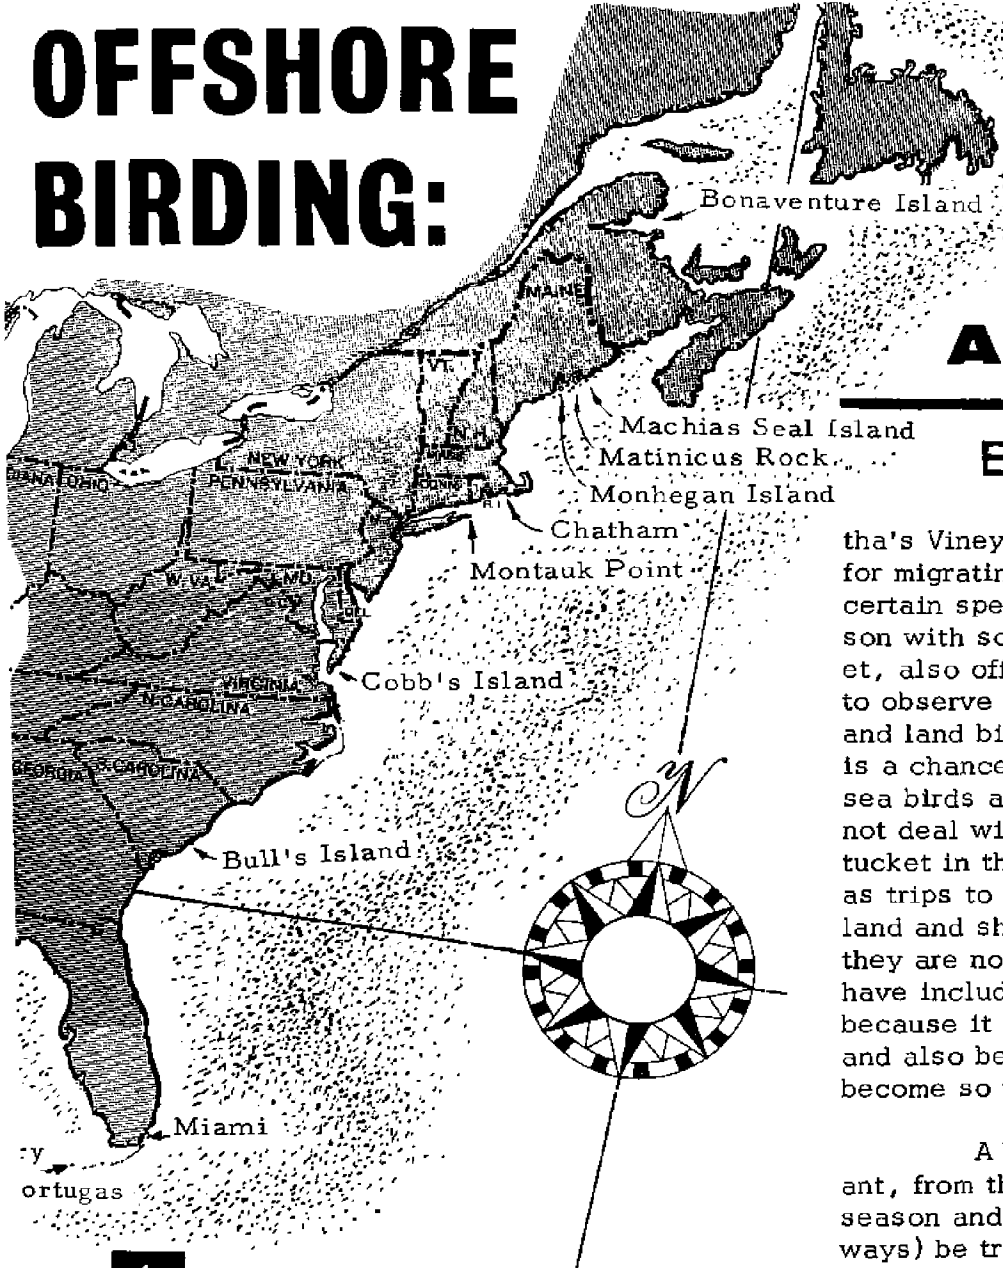 OFFSHORE
BIRDING:
Bonaventure Island
MAINE
A
VT.
N.H.
Machias Seal Island
Matinicus Rock
Monhegan Island
MASS
CONN
R.I.
NEW YORK
PENNSYLVANIA
OHIO
Chatham
Montauk Point
W. VA.
MD.
DEL
Cobb's Island
VIRGINIA
N. CAROLINA
S. CAROLINA
GEORGIA
N
Bull's Island
Miami
ortugas
tha's Viney
for migratin
certain spe
son with so
et, also off
to observe
and land bi
is a chance
sea birds a
not deal wi
tucket in th
as trips to
land and sh
they are no
have includ
because it
and also be
become so
A
ant, from th
season and
ways) be tr